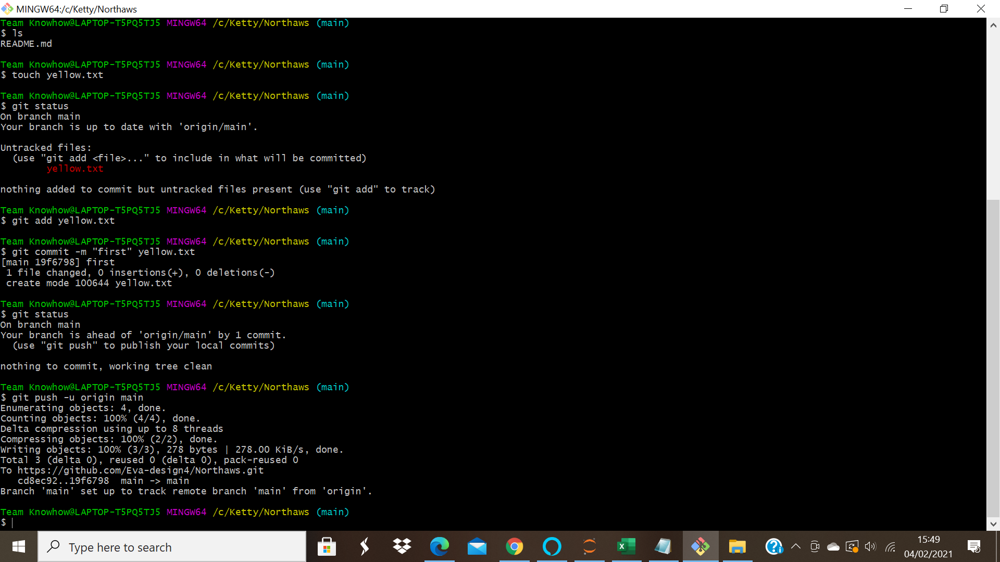 MINGW64:/c/Ketty/Northaws
Team Knowhow@LAPTOP-T5PQ5TJ5 MINGW64 /c/Ketty/Northaws (main)
$ ls
README.md
Team Knowhow@LAPTOP-T5PQ5TJ5 MINGW64 /c/Ketty/Northaws (main)
$ touch yellow.txt
Team Knowhow@LAPTOP-T5PQ5TJ5 MINGW64 /c/Ketty/Northaws (main)
$ git status
On branch main
Your branch is up to date with 'origin/main'.
Untracked files:
  (use "git add <file>..." to include in what will be committed)
        yellow.txt
nothing added to commit but untracked files present (use "git add" to track)
Team Knowhow@LAPTOP-T5PQ5TJ5 MINGW64 /c/Ketty/Northaws (main)
$ git add yellow.txt
Team Knowhow@LAPTOP-T5PQ5TJ5 MINGW64 /c/Ketty/Northaws (main)
$ git commit -m "first" yellow.txt
[main 19f6798] first
 1 file changed, 0 insertions(+), 0 deletions(-)
 create mode 100644 yellow.txt
Team Knowhow@LAPTOP-T5PQ5TJ5 MINGW64 /c/Ketty/Northaws (main)
$ git status
On branch main
Your branch is ahead of 'origin/main' by 1 commit.
  (use "git push" to publish your local commits)
nothing to commit, working tree clean
Team Knowhow@LAPTOP-T5PQ5TJ5 MINGW64 /c/Ketty/Northaws (main)
$ git push -u origin main
Enumerating objects: 4, done.
Counting objects: 100% (4/4), done.
Delta compression using up to 8 threads
Compressing objects: 100% (2/2), done.
Writing objects: 100% (3/3), 278 bytes | 278.00 KiB/s, done.
Total 3 (delta 0), reused 0 (delta 0), pack-reused 0
To https://github.com/Eva-design4/Northaws.git
   cd8ec92..19f6798  main -> main
Branch 'main' set up to track remote branch 'main' from 'origin'.
Team Knowhow@LAPTOP-T5PQ5TJ5 MINGW64 /c/Ketty/Northaws (main)
$
Type here to search
15:49
04/02/2021